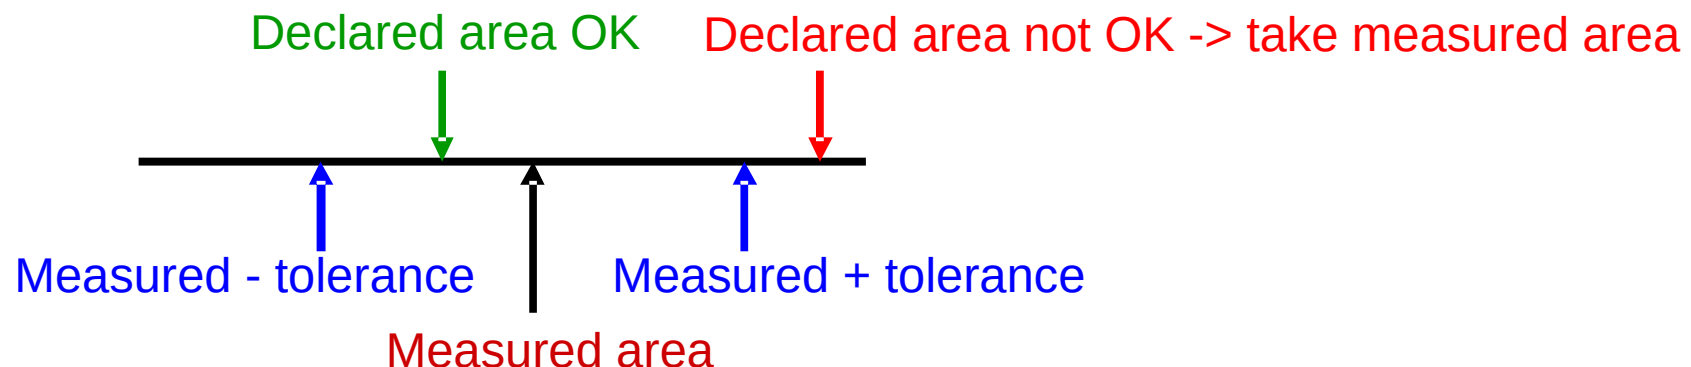 Declared area OK
Declared area not OK -> take measured area
Measured - tolerance
Measured + tolerance
Measured area